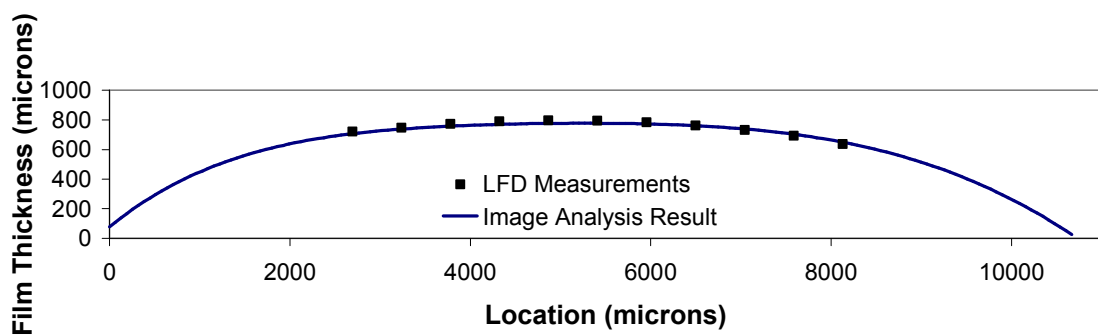 Film Thickness (microns)
1000
800
600
400
200
0
LFD Measurements
Image Analysis Result
0 2000 4000 6000 8000 10000
Location (microns)